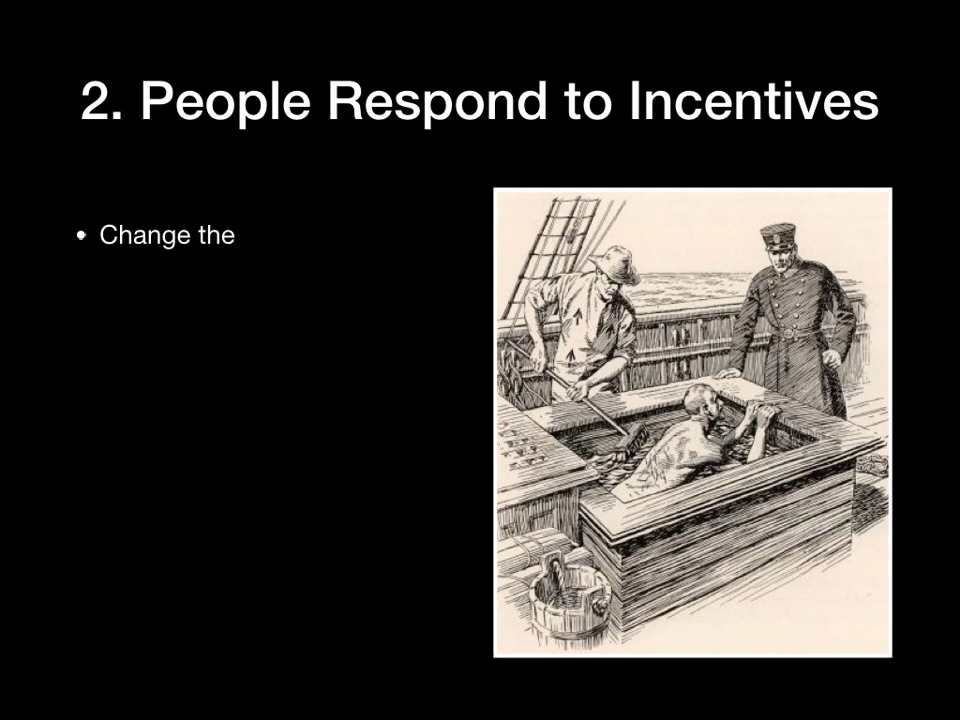 2. People Respond to Incentives
• Change the